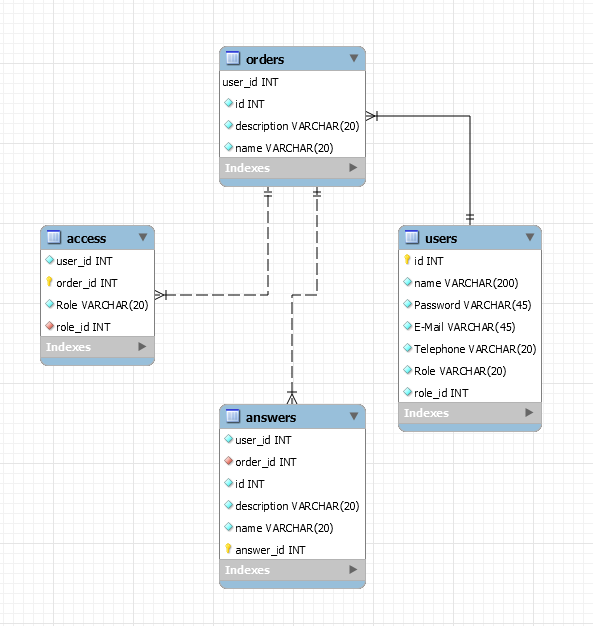 orders
user_id INT
id INT
description VARCHAR(20)
name VARCHAR(20)
Indexes
access
user_id INT
order_id INT
Role VARCHAR(20)
role_id INT
Indexes
users
id INT
name VARCHAR(200)
Password VARCHAR(45)
E-Mail VARCHAR(45)
Telephone VARCHAR(20)
Role VARCHAR(20)
role_id INT
Indexes
answers
user_id INT
order_id INT
id INT
description VARCHAR(20)
name VARCHAR(20)
answer_id INT
Indexes